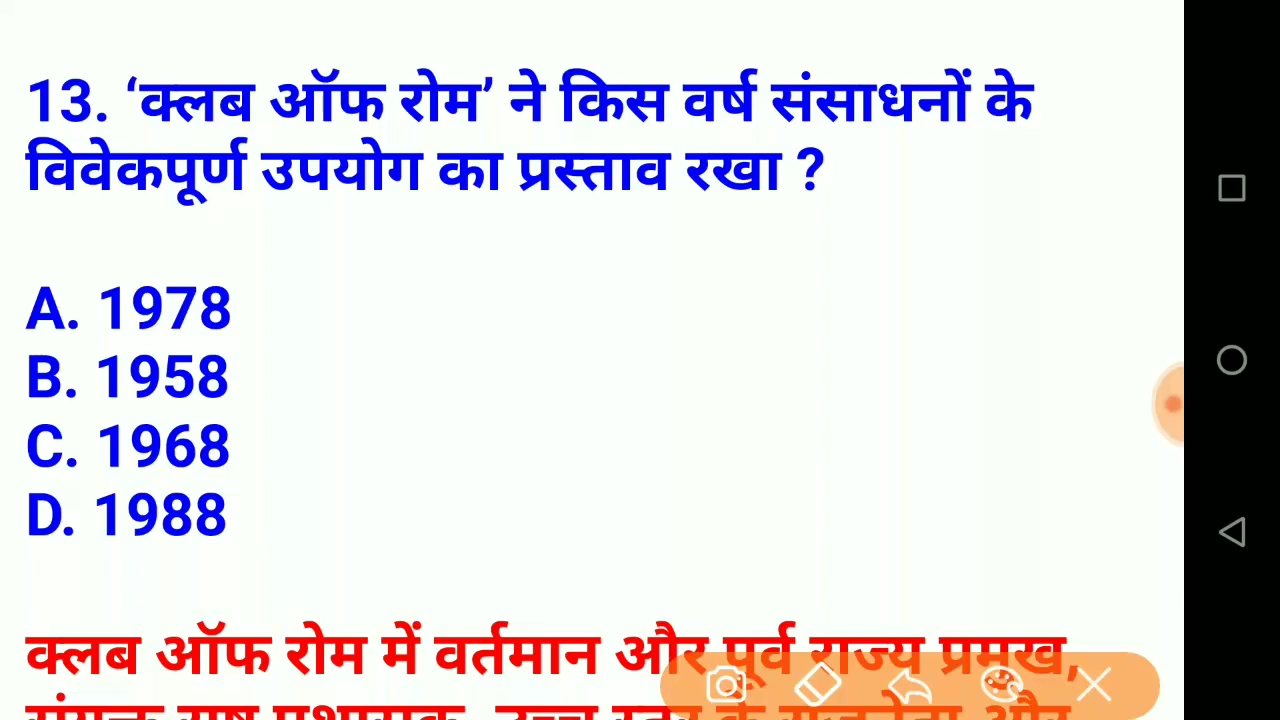 13. ‘क्लब ऑफ रोम’ ने किस वर्ष संसाधनों के
विवेकपूर्ण उपयोग का प्रस्ताव रखा ?
A. 1978
B. 1958
C. 1968
D. 1988
क्लब ऑफ रोम में वर्तमान और पूर्व राज्य प्रमुख,